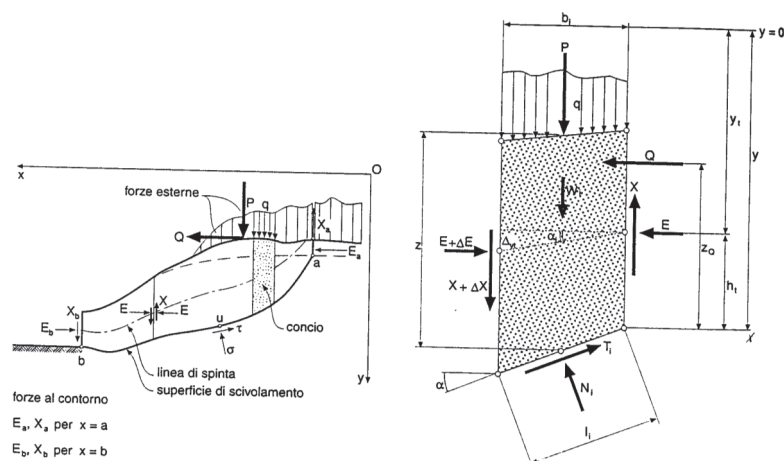 O
x
forze esterne
P
q
Q
X_a
E_a
a
X_b
E_b
b
E
X
E
u
τ
σ
concio
linea di spinta
superficie di scivolamento
y
forze al contorno
E_a, X_a per x = a
E_b, X_b per x = b
b_i
y = 0
P
q
y_t
y
Q
W_i
X
E
E+ΔE
X+ΔX
z
z_Q
h_t
T_i
N_i
α
l_i